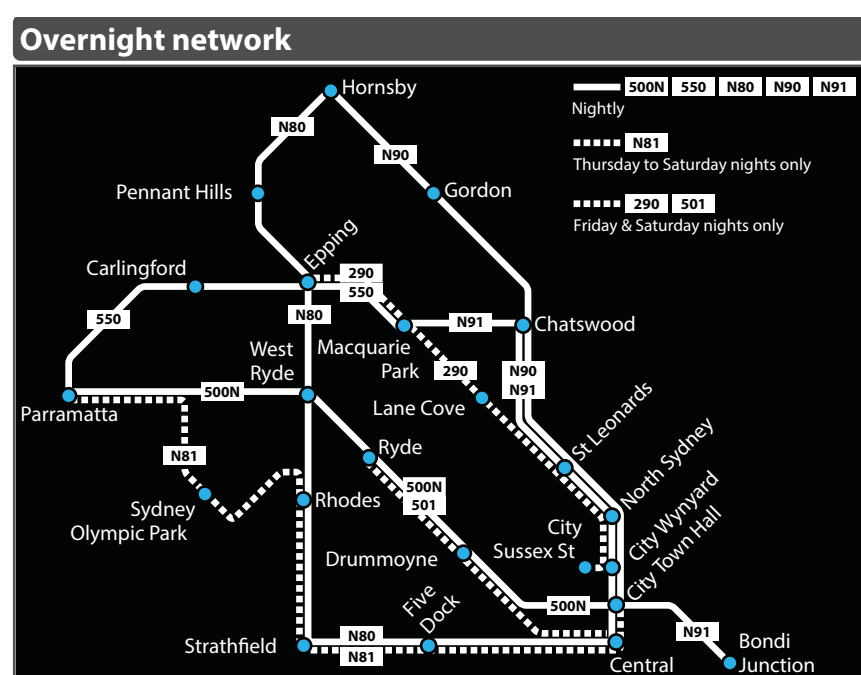 Overnight network
Hornsby
500N 550 N80 N90 N91
Nightly
N80
N81
N90
Thursday to Saturday nights only
Pennant Hills
Gordon
290 501
Friday & Saturday nights only
Epping
Carlingford
290
550
550
N80
N91
Chatswood
West
Ryde
Macquarie
Park
N90
N91
290
500N
Lane Cove
Parramatta
St Leonards
Ryde
N81
North Sydney
500N
501
Sydney
Olympic Park
Rhodes
City
Sussex St
City Wynyard
City Town Hall
Drummoyne
Five
Dock
500N
N80
N91
Strathfield
N81
Central
Bondi
Junction